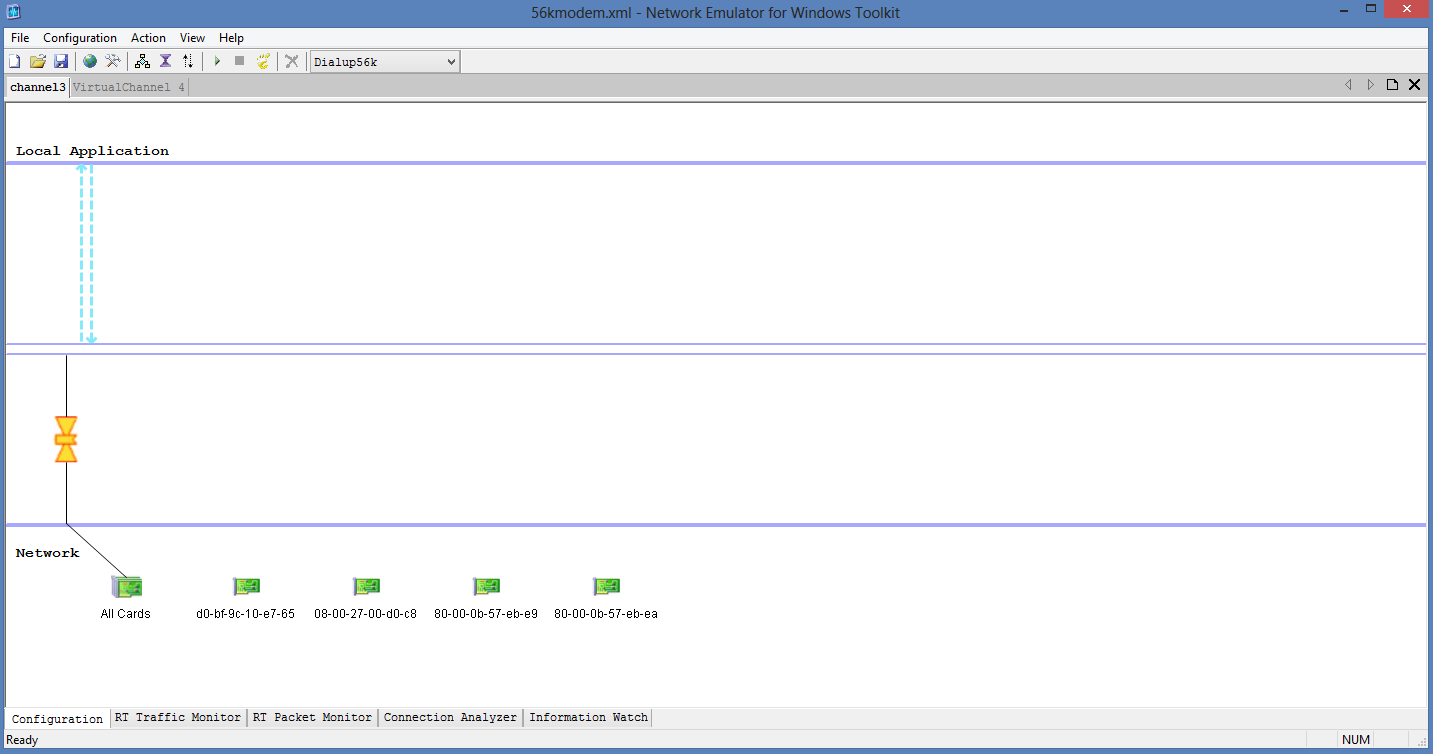 56kmodem.xml - Network Emulator for Windows Toolkit
File Configuration Action View Help
Dialup56k
channel3 VirtualChannel 4
Local Application
Network
All Cards d0-bf-9c-10-e7-65 08-00-27-00-d0-c8 80-00-0b-57-eb-e9 80-00-0b-57-eb-ea
Configuration RT Traffic Monitor RT Packet Monitor Connection Analyzer Information Watch
Ready NUM